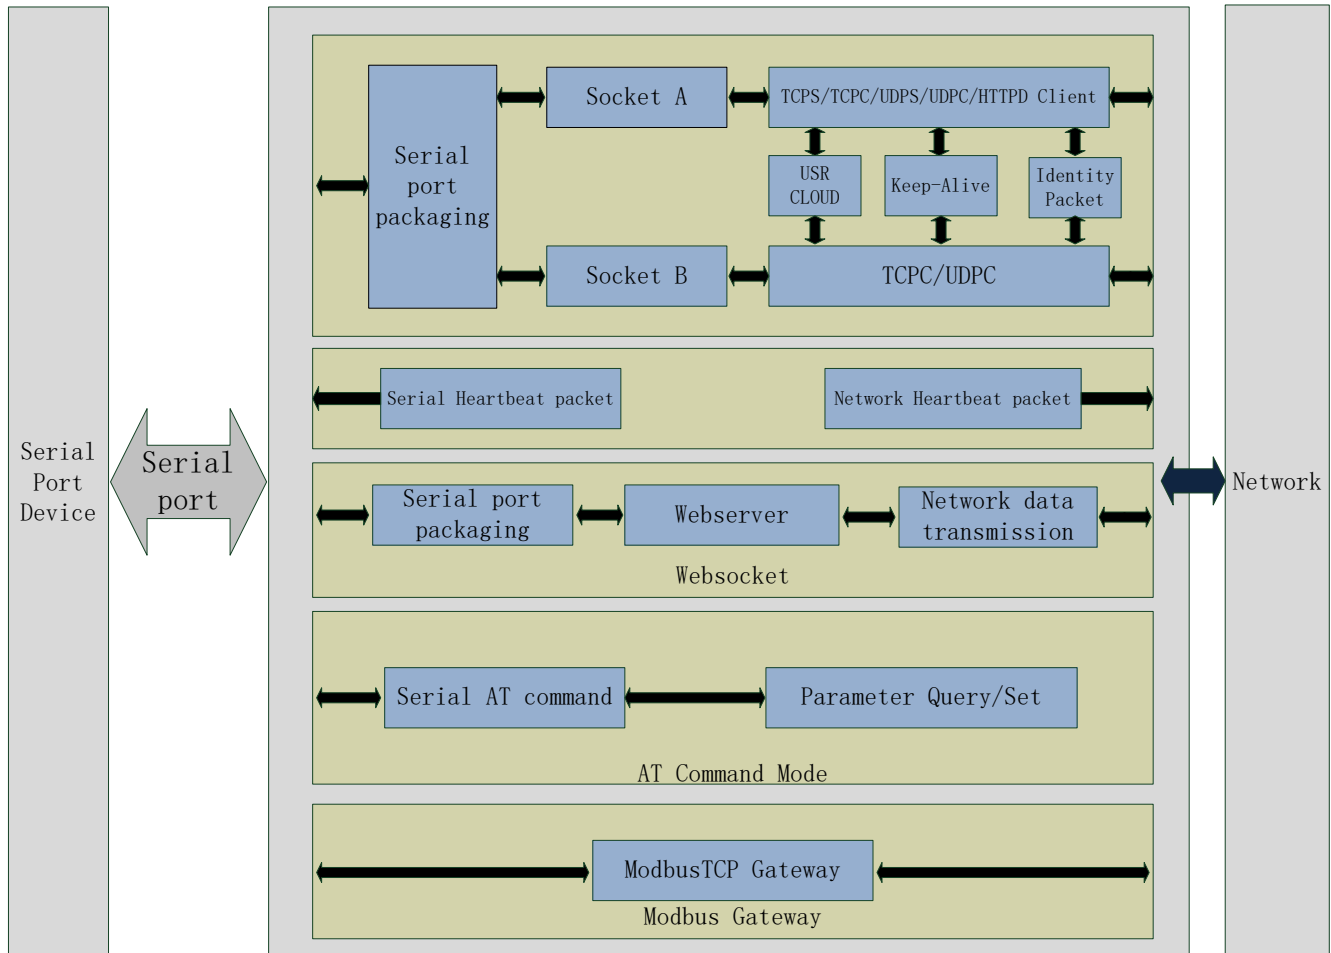 Serial
Port
Device
Serial
port
Serial
port
packaging
Socket A
TCPS/TCPC/UDPS/UDPC/HTTPD Client
USR
CLOUD
Keep-Alive
Identity
Packet
Socket B
TCPC/UDPC
Serial Heartbeat packet
Network Heartbeat packet
Serial port
packaging
Webserver
Network data
transmission
Websocket
Serial AT command
Parameter Query/Set
AT Command Mode
ModbusTCP Gateway
Modbus Gateway
Network